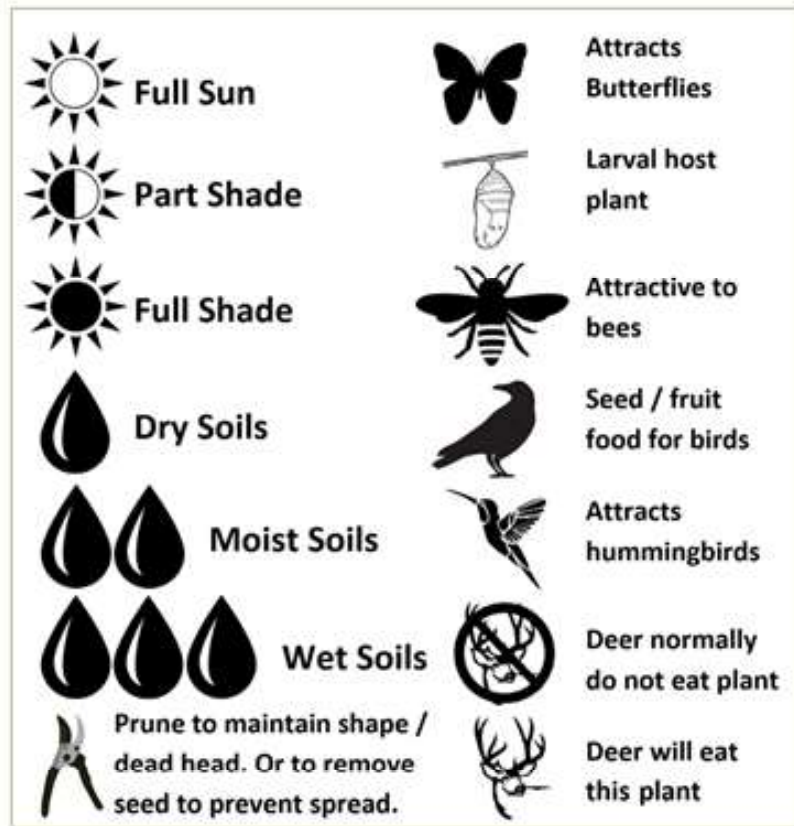 Full Sun
Part Shade
Full Shade
Dry Soils
Moist Soils
Wet Soils
Prune to maintain shape /
dead head. Or to remove
seed to prevent spread.
Attracts
Butterflies
Larval host
plant
Attractive to
bees
Seed / fruit
food for birds
Attracts
hummingbirds
Deer normally
do not eat plant
Deer will eat
this plant